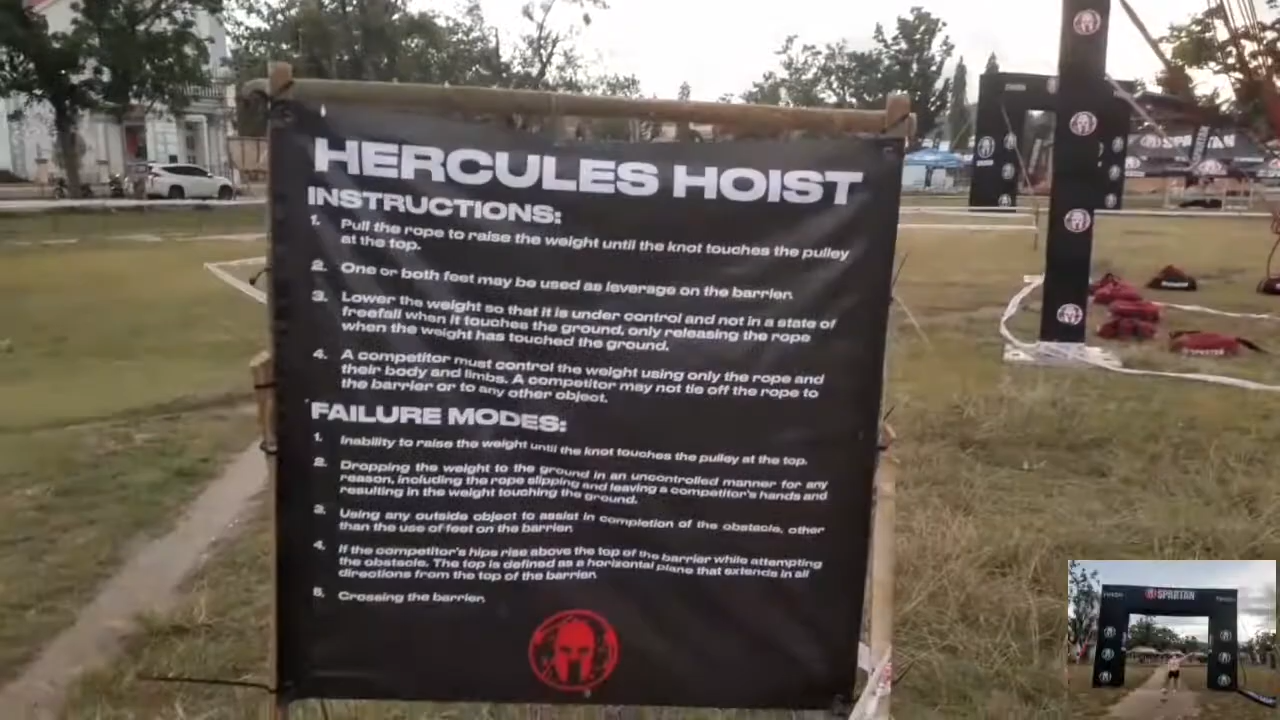 HERCULES HOIST
INSTRUCTIONS:
1. Pull the rope to raise the weight until the knot touches the pulley
at the top.
2. One or both feet may be used as leverage on the barrier.
3. Lower the weight so that it is under control and not in a state of
freefall when it touches the ground, only releasing the rope
when the weight has touched the ground.
4. A competitor must control the weight using only the rope and
their body and limbs. A competitor may not tie off the rope to
the barrier or to any other object.
FAILURE MODES:
1. Inability to raise the weight until the knot touches the pulley at the top.
2. Dropping the weight to the ground in an uncontrolled manner for any
reason, including the rope slipping and leaving a competitor's hands and
resulting in the weight touching the ground.
3. Using any outside object to assist in completion of the obstacle, other
than the use of feet on the barrier.
4. If the competitor's hips rise above the top of the barrier while attempting
the obstacle. The top is defined as a horizontal plane that extends in all
directions from the top of the barrier.
5. Crossing the barrier.
SPARTAN
SPARTAN